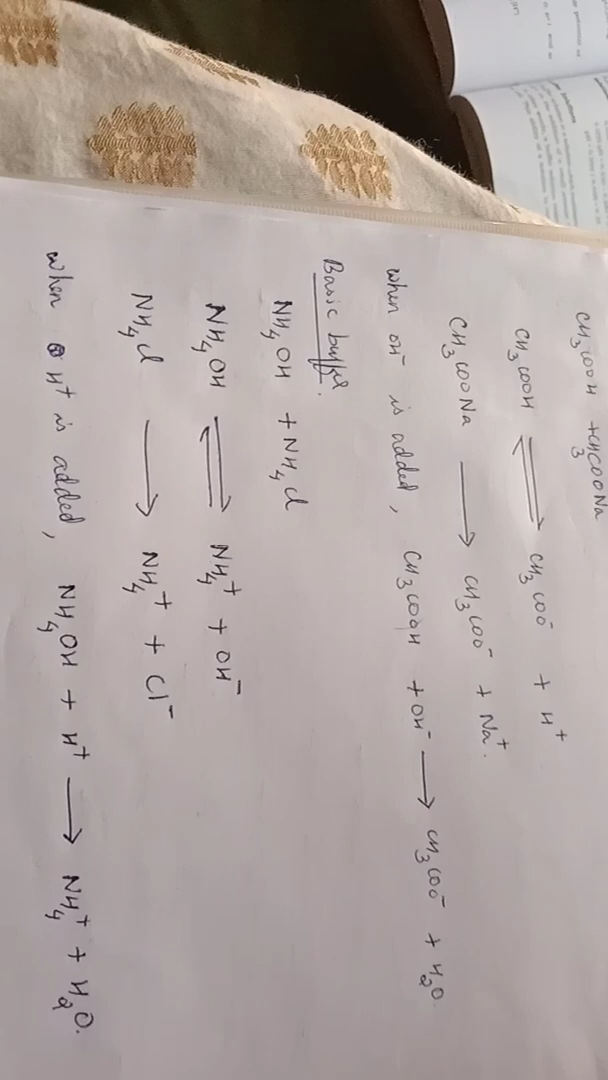 CH₃COOH + CH₃COONa
CH₃COOH ⇌ CH₃COO⁻ + H⁺
CH₃COONa ⟶ CH₃COO⁻ + Na⁺.
when OH⁻ is added, CH₃COOH + OH⁻ ⟶ CH₃COO⁻ + H₂O
Basic buffer.
NH₄OH + NH₄Cl
NH₄OH ⇌ NH₄⁺ + OH⁻
NH₄Cl ⟶ NH₄⁺ + Cl⁻
when H⁺ is added, NH₄OH + H⁺ ⟶ NH₄⁺ + H₂O.